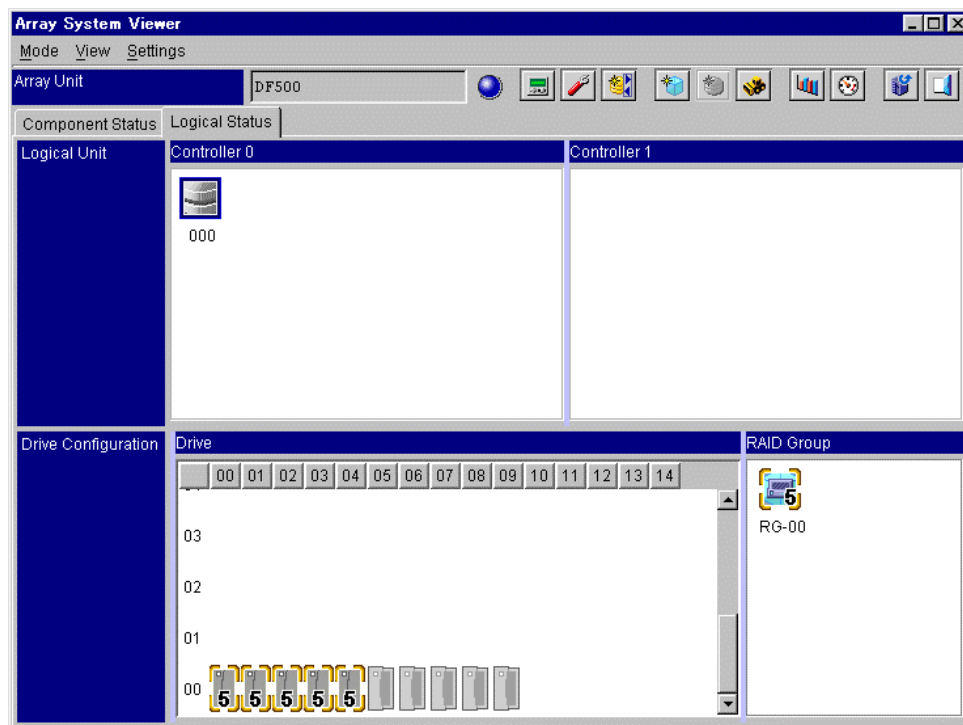 Array System Viewer
Mode View Settings
Array Unit DF500
Component Status Logical Status
Logical Unit Controller 0 Controller 1
000
Drive Configuration Drive RAID Group
00 01 02 03 04 05 06 07 08 09 10 11 12 13 14
5
RG-00
03
02
01
00 5 5 5 5 5